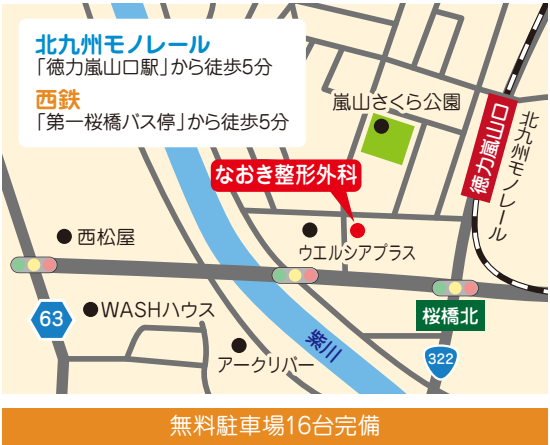 北九州モノレール
「徳力嵐山口駅」から徒歩5分
西鉄
「第一桜橋バス停」から徒歩5分
嵐山さくら公園
徳力嵐山口
北九州モノレール
なおき整形外科
西松屋
ウエルシアプラス
63
WASHハウス
桜橋北
紫川
アークリバー
322
無料駐車場16台完備